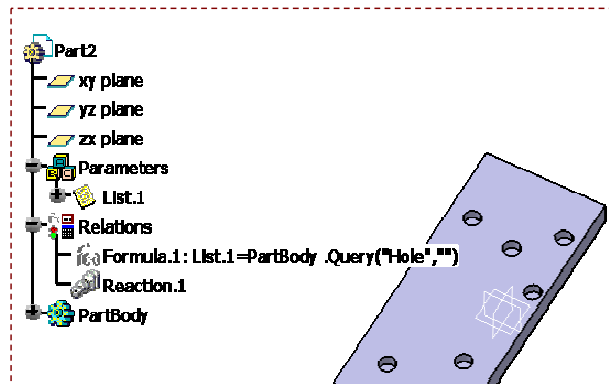 Part2
xy plane
yz plane
zx plane
Parameters
List.1
Relations
Formula.1: List.1=PartBody .Query("Hole","")
Reaction.1
PartBody